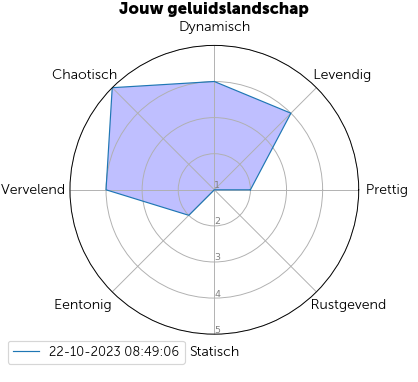 Jouw geluidslandschap
Dynamisch
Chaotisch
Levendig
Vervelend
1
Prettig
2
3
4
Eentonig
Rustgevend
5
22-10-2023 08:49:06
Statisch